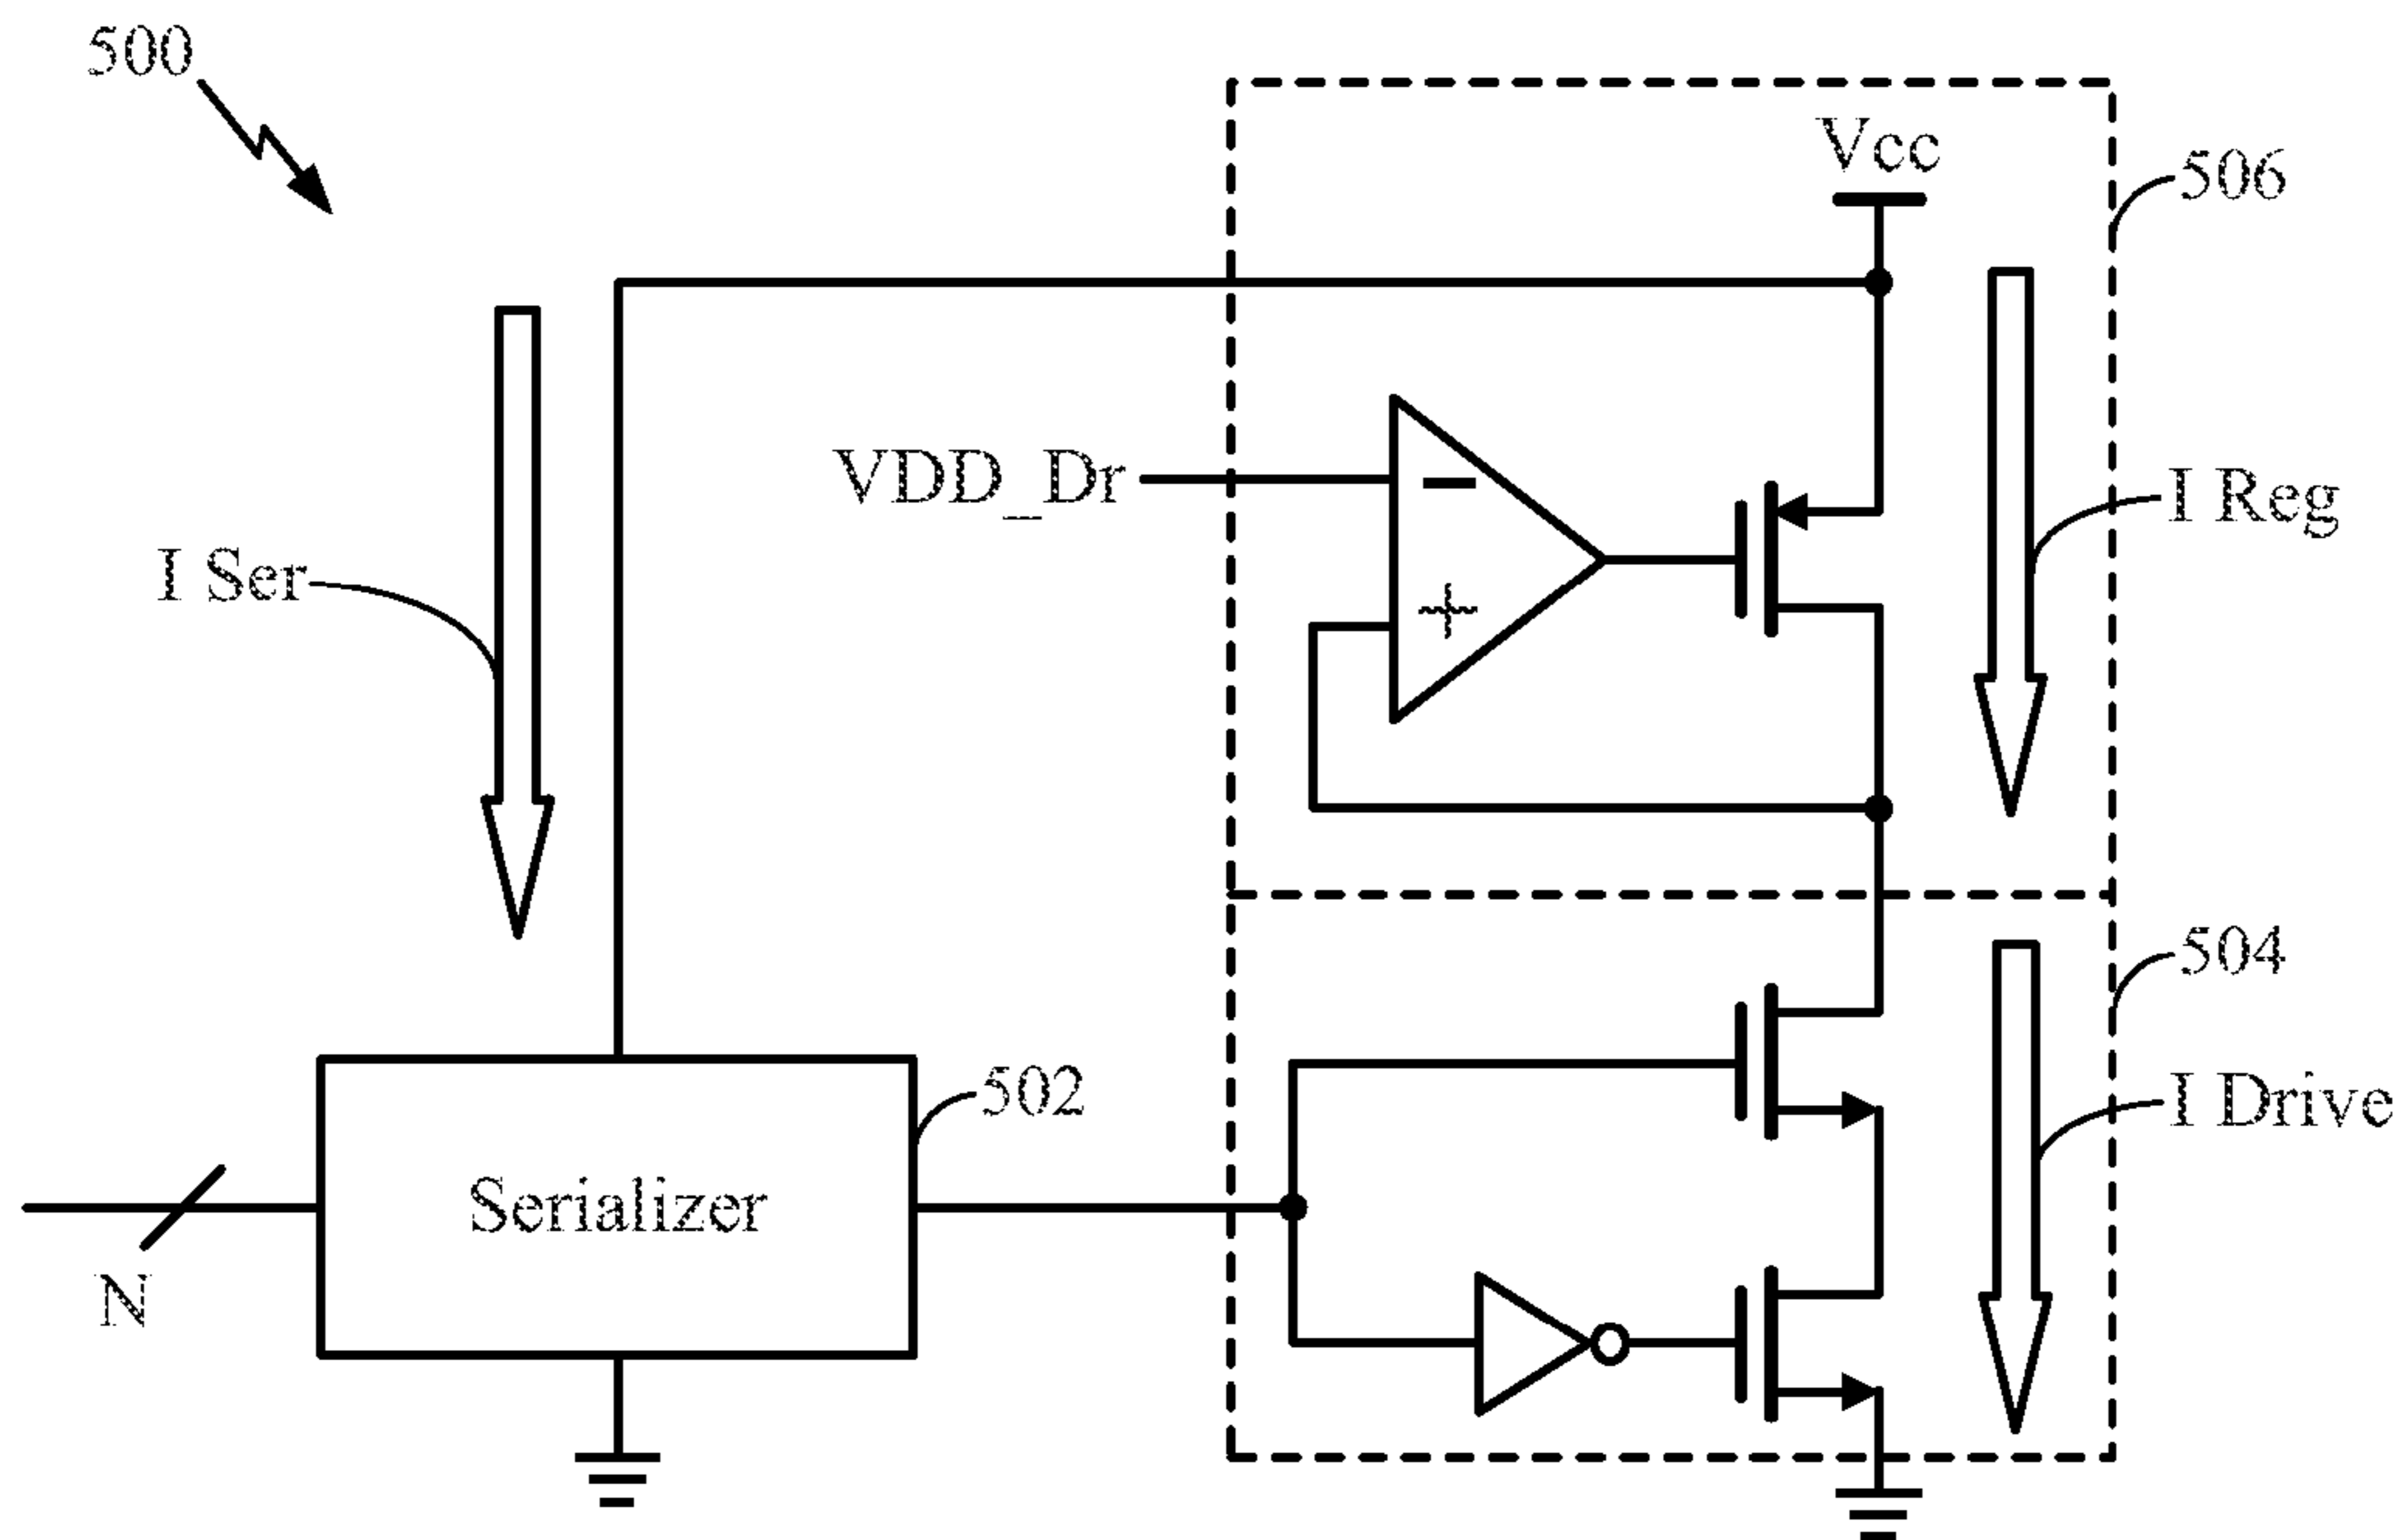 500
Vcc
506
VDD_Dr
−
+
I Reg
I Ser
504
502
I Drive
Serializer
N